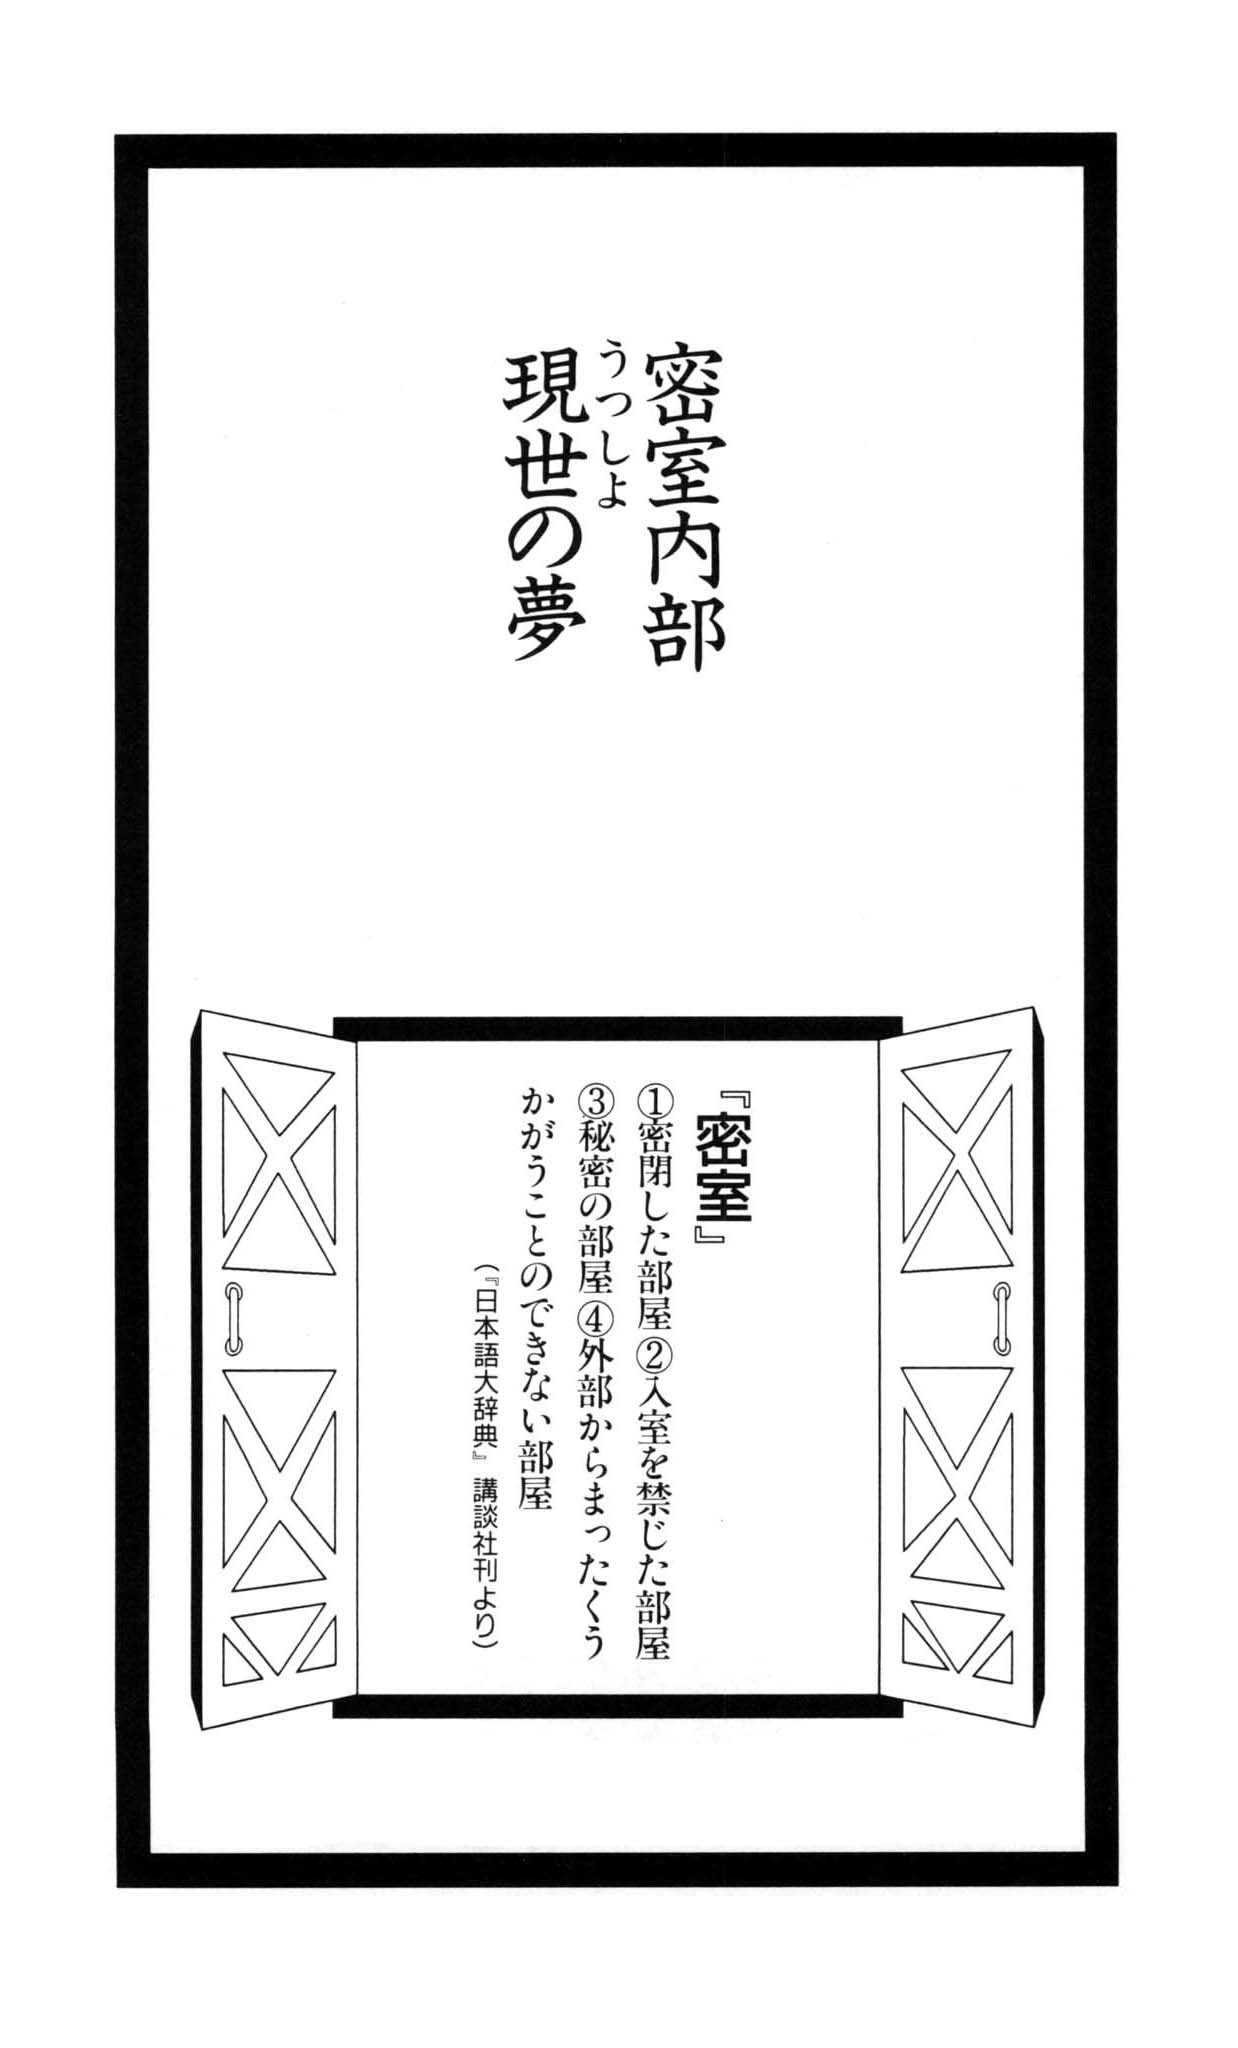 密室内部
うつしよ
現世の夢
『密室』
①密閉した部屋②入室を禁じた部屋
③秘密の部屋④外部からまったくう
かがうことのできない部屋
（『日本語大辞典』講談社刊より）